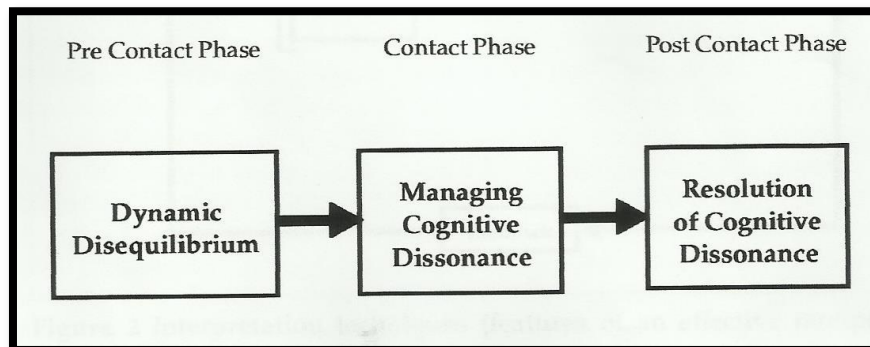 Pre Contact Phase
Contact Phase
Post Contact Phase
Dynamic
Disequilibrium
Managing
Cognitive
Dissonance
Resolution
of Cognitive
Dissonance